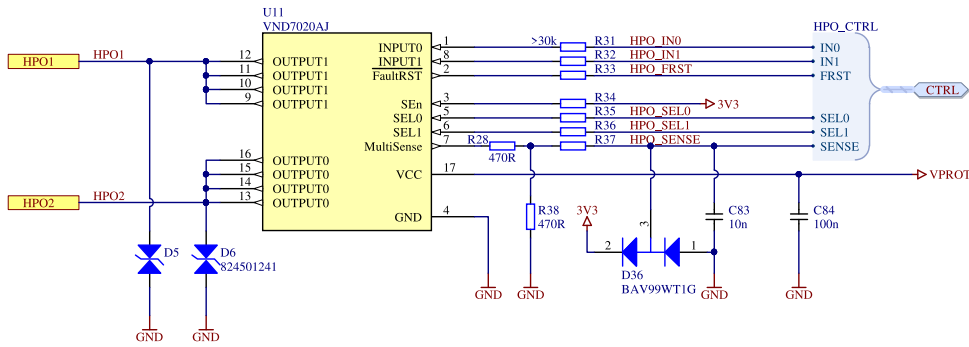 U11
VND7020AJ
HPO_CTRL
HPO1 HPO1
12 OUTPUT1
11 OUTPUT1
10 OUTPUT1
9 OUTPUT1
16 OUTPUT0
15 OUTPUT0
14 OUTPUT0
13 OUTPUT0
HPO2 HPO2
INPUT0 1 >30k R31 HPO_IN0 IN0
INPUT1 8 R32 HPO_IN1 IN1
FaultRST 2 R33 HPO_FRST FRST
CTRL
SEn 3 R34 3V3
SEL0 5 R35 HPO_SEL0 SEL0
SEL1 6 R36 HPO_SEL1 SEL1
MultiSense 7 R28 R37 HPO_SENSE SENSE
470R
VCC 17 VPROT
GND 4
R38
470R
3V3
3
2 1
D36
BAV99WT1G
C83
10n
C84
100n
D5
D6
824501241
GND GND GND GND
GND GND